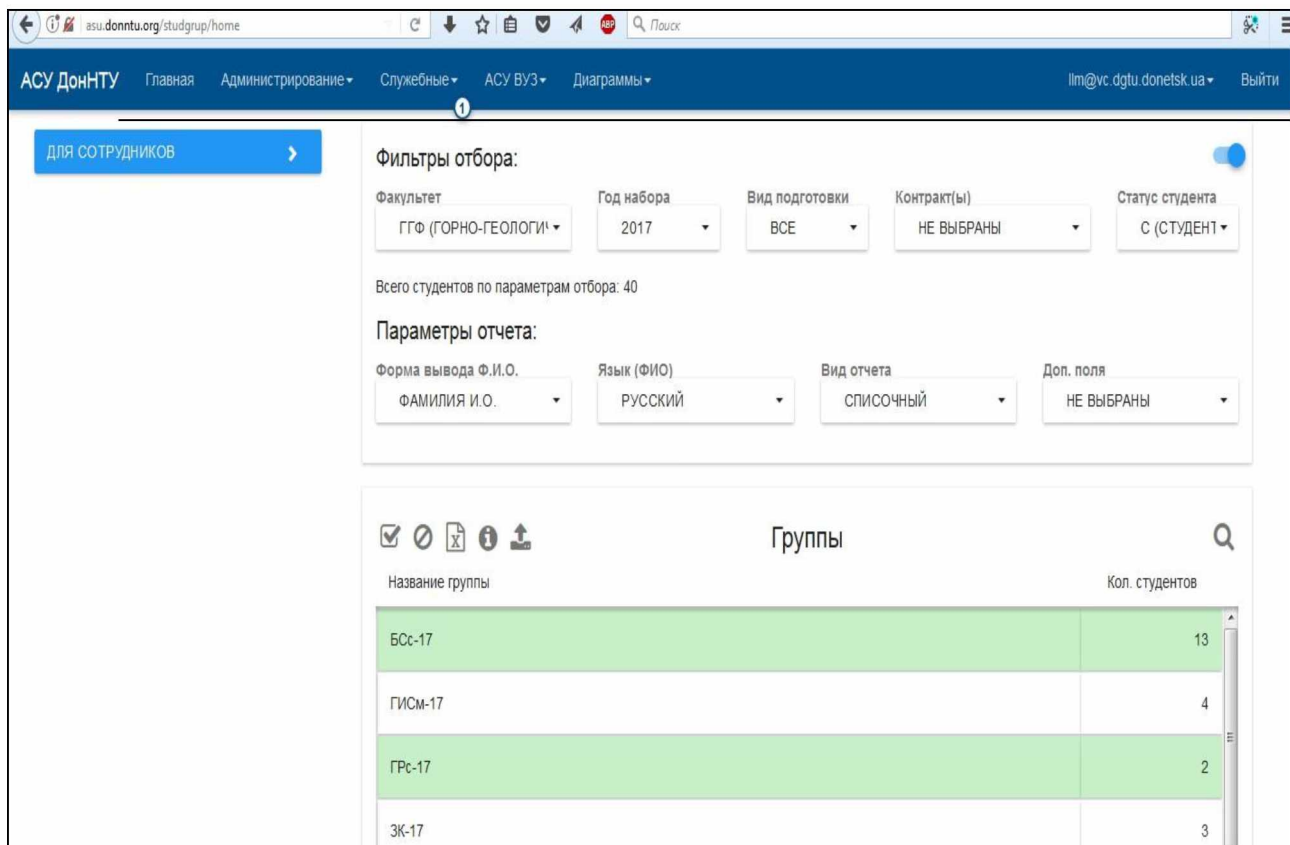 asu.donntu.org/studgrup/home ABP Поиск
АСУ ДонНТУ Главная Администрирование Служебные АСУ ВУЗ Диаграммы llm@vc.dgtu.donetsk.ua Выйти
1
ДЛЯ СОТРУДНИКОВ
Фильтры отбора:
Факультет Год набора Вид подготовки Контракт(ы) Статус студента
ГГФ (ГОРНО-ГЕОЛОГИЧ 2017 ВСЕ НЕ ВЫБРАНЫ С (СТУДЕНТ
Всего студентов по параметрам отбора: 40
Параметры отчета:
Форма вывода Ф.И.О. Язык (ФИО) Вид отчета Доп. поля
ФАМИЛИЯ И.О. РУССКИЙ СПИСОЧНЫЙ НЕ ВЫБРАНЫ
Группы
Название группы Кол. студентов
БСс-17 13
ГИСм-17 4
ГРс-17 2
ЗК-17 3